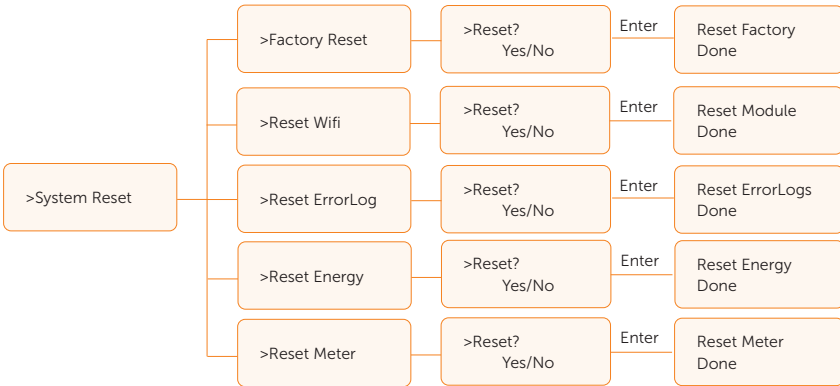 >System Reset
>Factory Reset
>Reset?
Yes/No
Enter
Reset Factory
Done
>Reset Wifi
>Reset?
Yes/No
Enter
Reset Module
Done
>Reset ErrorLog
>Reset?
Yes/No
Enter
Reset ErrorLogs
Done
>Reset Energy
>Reset?
Yes/No
Enter
Reset Energy
Done
>Reset Meter
>Reset?
Yes/No
Enter
Reset Meter
Done